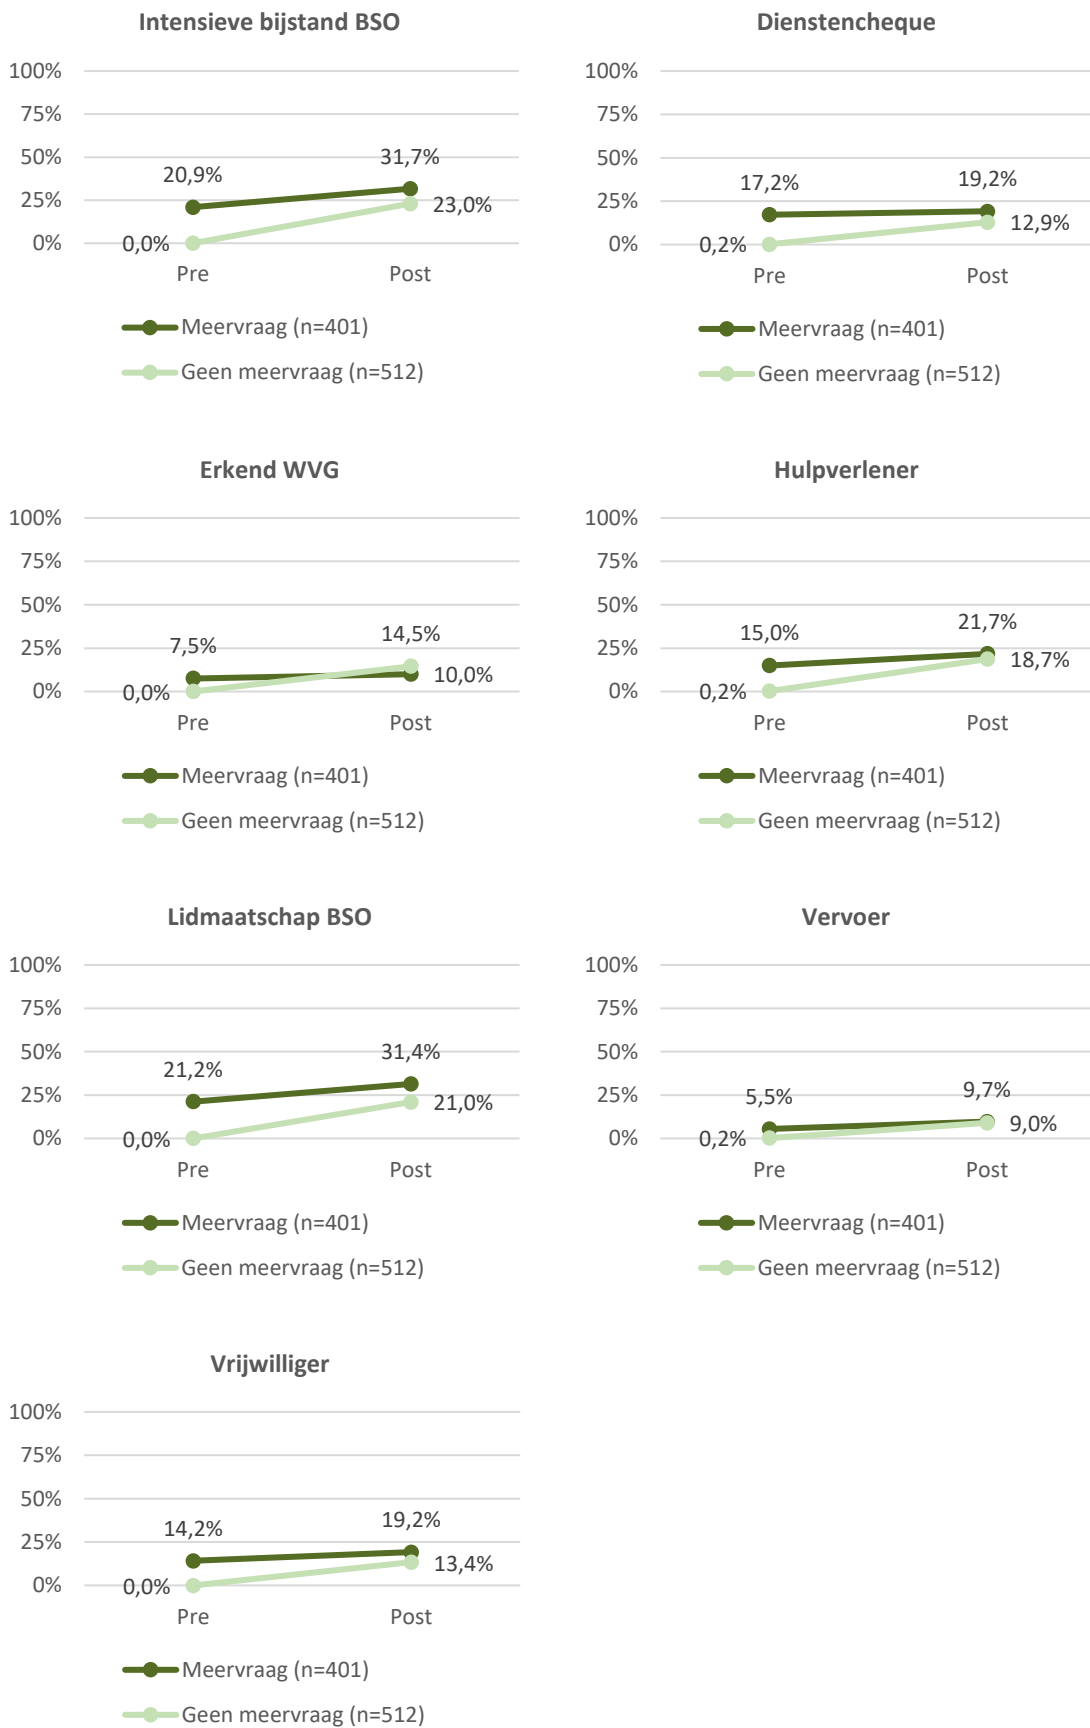 Intensieve bijstand BSO
100%
75%
50%
25%
0%
20,9%
31,7%
0,0%
23,0%
Pre
Post
Meervraag (n=401)
Geen meervraag (n=512)
Dienstencheque
100%
75%
50%
25%
0%
17,2%
19,2%
0,2%
12,9%
Pre
Post
Meervraag (n=401)
Geen meervraag (n=512)
Erkend WVG
100%
75%
50%
25%
0%
7,5%
14,5%
0,0%
10,0%
Pre
Post
Meervraag (n=401)
Geen meervraag (n=512)
Hulpverlener
100%
75%
50%
25%
0%
15,0%
21,7%
0,2%
18,7%
Pre
Post
Meervraag (n=401)
Geen meervraag (n=512)
Lidmaatschap BSO
100%
75%
50%
25%
0%
21,2%
31,4%
0,0%
21,0%
Pre
Post
Meervraag (n=401)
Geen meervraag (n=512)
Vervoer
100%
75%
50%
25%
0%
5,5%
9,7%
0,2%
9,0%
Pre
Post
Meervraag (n=401)
Geen meervraag (n=512)
Vrijwilliger
100%
75%
50%
25%
0%
14,2%
19,2%
0,0%
13,4%
Pre
Post
Meervraag (n=401)
Geen meervraag (n=512)